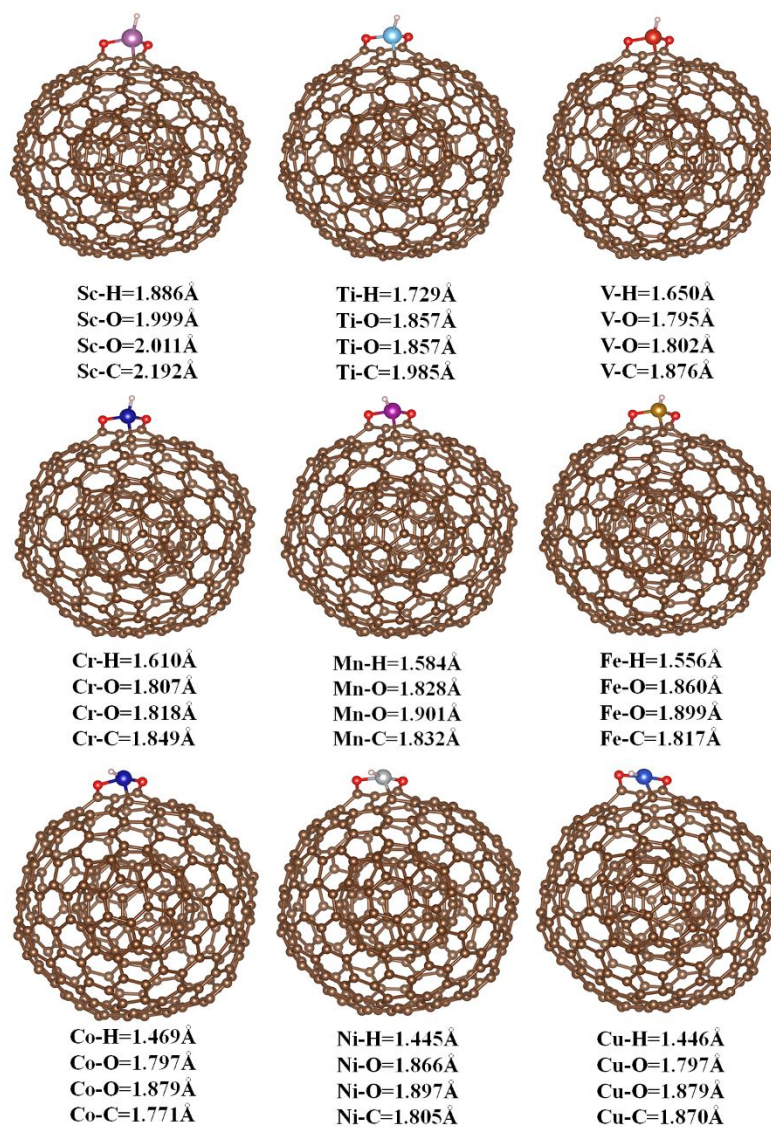 Sc-H=1.886Å
Sc-O=1.999Å
Sc-O=2.011Å
Sc-C=2.192Å
Ti-H=1.729Å
Ti-O=1.857Å
Ti-O=1.857Å
Ti-C=1.985Å
V-H=1.650Å
V-O=1.795Å
V-O=1.802Å
V-C=1.876Å
Cr-H=1.610Å
Cr-O=1.807Å
Cr-O=1.818Å
Cr-C=1.849Å
Mn-H=1.584Å
Mn-O=1.828Å
Mn-O=1.901Å
Mn-C=1.832Å
Fe-H=1.556Å
Fe-O=1.860Å
Fe-O=1.899Å
Fe-C=1.817Å
Co-H=1.469Å
Co-O=1.797Å
Co-O=1.879Å
Co-C=1.771Å
Ni-H=1.445Å
Ni-O=1.866Å
Ni-O=1.897Å
Ni-C=1.805Å
Cu-H=1.446Å
Cu-O=1.797Å
Cu-O=1.879Å
Cu-C=1.870Å